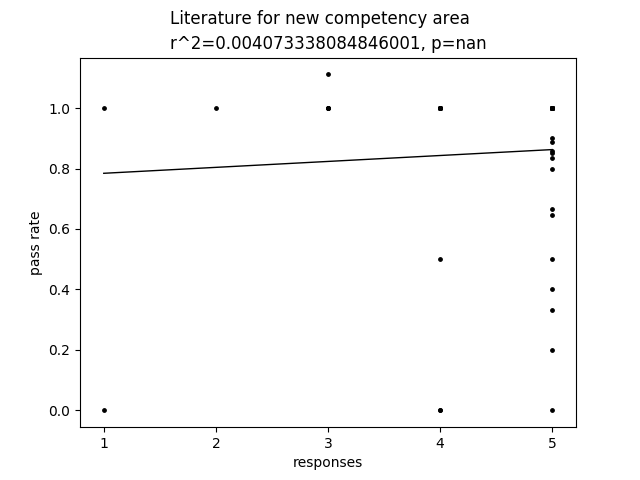 Literature for new competency area
r^2=0.004073338084846001, p=nan
1.0
0.8
0.6
0.4
0.2
0.0
pass rate
1 2 3 4 5
responses